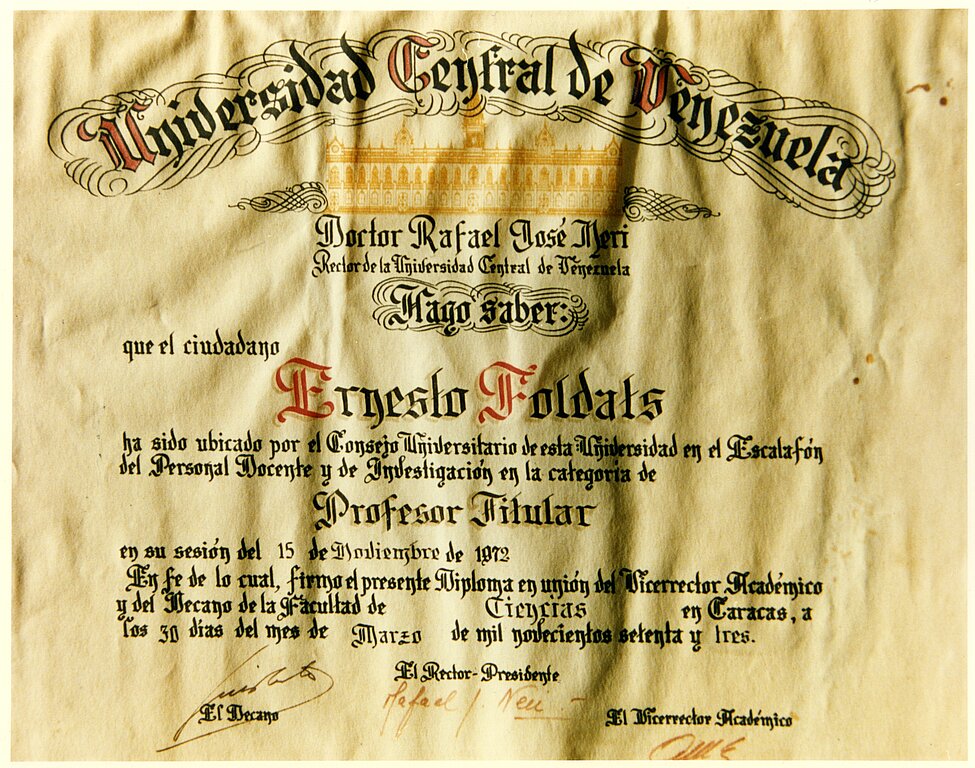 Universidad Central de Venezuela
Doctor Rafael José Neri
Rector de la Universidad Central de Venezuela
Hago saber:
que el ciudadano
Ernesto Foldats
ha sido ubicado por el Consejo Universitario de esta Universidad en el Escalafón
del Personal Docente y de Investigación en la categoría de
Profesor Titular
en su sesión del 15 de Noviembre de 1972
En fe de lo cual, firmo el presente Diploma en unión del Vicerrector Académico
y del Decano de la Facultad de Ciencias en Caracas, a
los 30 días del mes de Marzo de mil novecientos setenta y tres.
El Rector-Presidente
Rafael J. Neri
El Decano
El Vicerrector Académico